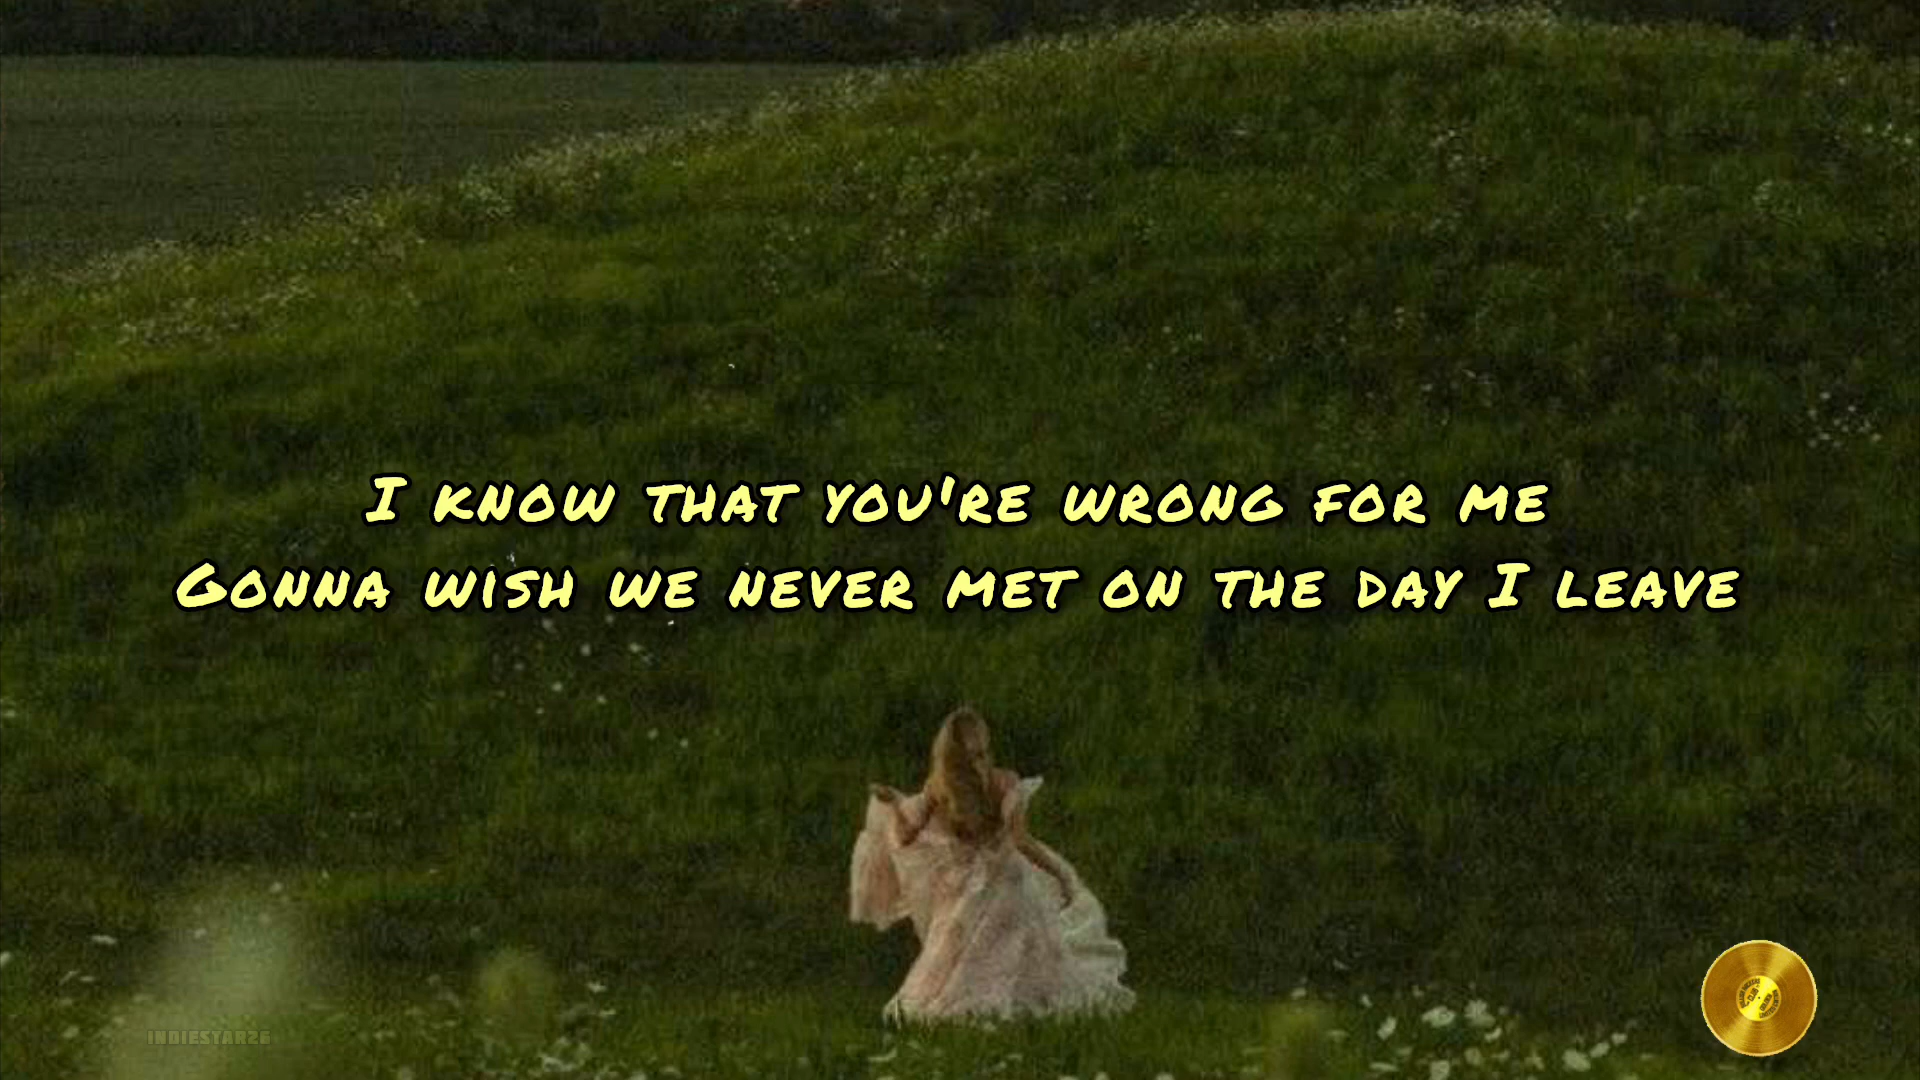 I know that you're wrong for me
Gonna wish we never met on the day I leave
INDIESTAR26